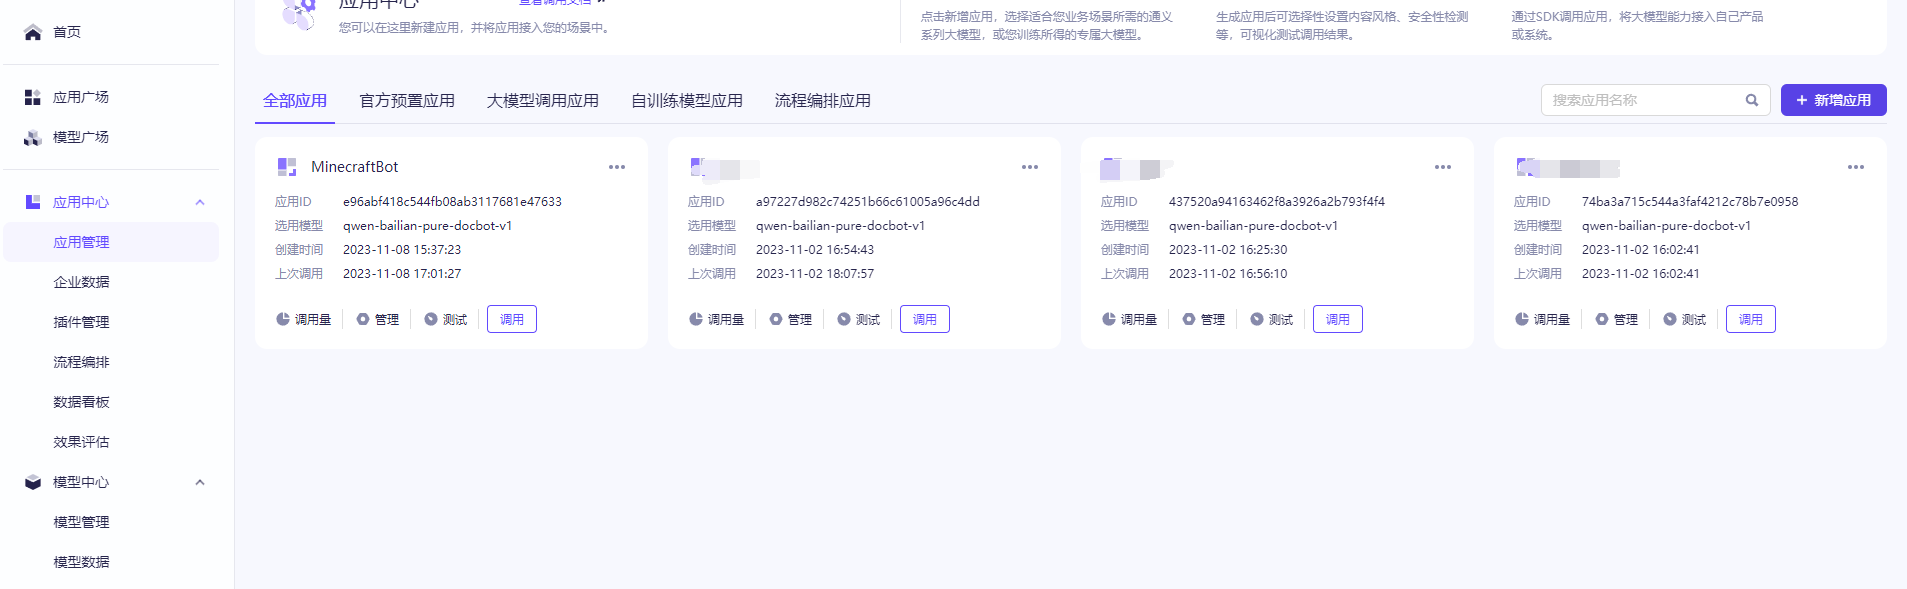 首页
应用广场
模型广场
应用中心
应用管理
企业数据
插件管理
流程编排
数据看板
效果评估
模型中心
模型管理
模型数据
应用中心
查看调用文档
您可以在这里新建应用，并将应用接入您的场景中。
点击新增应用，选择适合您业务场景所需的通义
系列大模型，或您训练所得的专属大模型。
生成应用后可选择性设置内容风格、安全性检测
等，可视化测试调用结果。
通过SDK调用应用，将大模型能力接入自己产品
或系统。
全部应用 官方预置应用 大模型调用应用 自训练模型应用 流程编排应用
搜索应用名称
+ 新增应用
MinecraftBot
应用ID e96abf418c544fb08ab3117681e47633
选用模型 qwen-bailian-pure-docbot-v1
创建时间 2023-11-08 15:37:23
上次调用 2023-11-08 17:01:27
调用量 管理 测试 调用
应用ID a97227d982c74251b66c61005a96c4dd
选用模型 qwen-bailian-pure-docbot-v1
创建时间 2023-11-02 16:54:43
上次调用 2023-11-02 18:07:57
调用量 管理 测试 调用
应用ID 437520a94163462f8a3926a2b793f4f4
选用模型 qwen-bailian-pure-docbot-v1
创建时间 2023-11-02 16:25:30
上次调用 2023-11-02 16:56:10
调用量 管理 测试 调用
应用ID 74ba3a715c544a3faf4212c78b7e0958
选用模型 qwen-bailian-pure-docbot-v1
创建时间 2023-11-02 16:02:41
上次调用 2023-11-02 16:02:41
调用量 管理 测试 调用